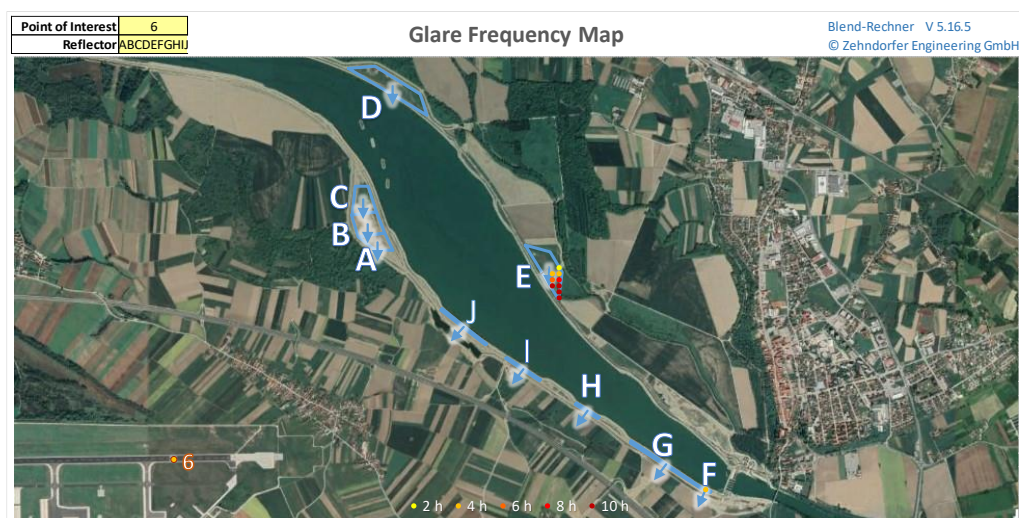 Point of Interest 6
Reflector ABCDEFGHIJ
Glare Frequency Map
Blend-Rechner V 5.16.5
© Zehndorfer Engineering GmbH
D
C
B
A
E
J
I
H
G
F
6
2 h 4 h 6 h 8 h 10 h